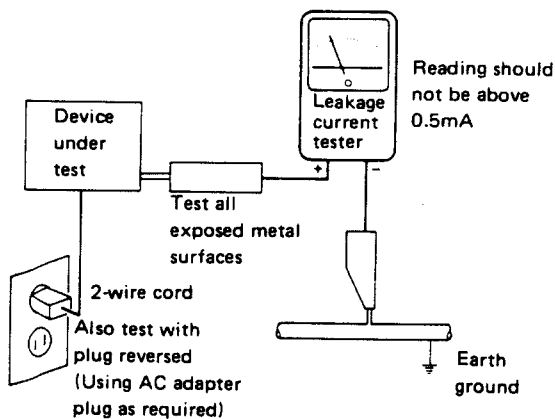 Device
under
test
Leakage
current
tester
+
−
Reading should
not be above
0.5mA
Test all
exposed metal
surfaces
2-wire cord
Also test with
plug reversed
(Using AC adapter
plug as required)
Earth
ground